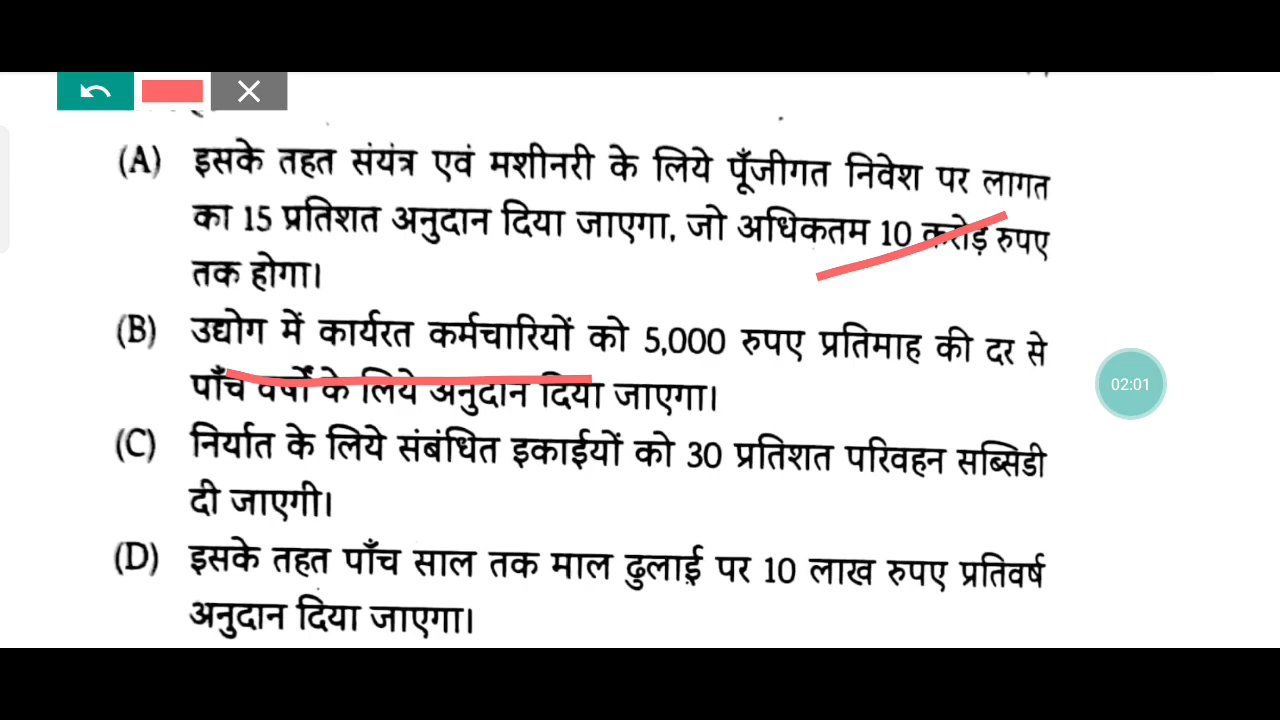 (A) इसके तहत संयंत्र एवं मशीनरी के लिये पूँजीगत निवेश पर लागत
का 15 प्रतिशत अनुदान दिया जाएगा, जो अधिकतम 10 करोड़ रुपए
तक होगा।
(B) उद्योग में कार्यरत कर्मचारियों को 5,000 रुपए प्रतिमाह की दर से
पाँच वर्षों के लिये अनुदान दिया जाएगा।
(C) निर्यात के लिये संबंधित इकाईयों को 30 प्रतिशत परिवहन सब्सिडी
दी जाएगी।
(D) इसके तहत पाँच साल तक माल ढुलाई़ पर 10 लाख रुपए प्रतिवर्ष
अनुदान दिया जाएगा।
02:01